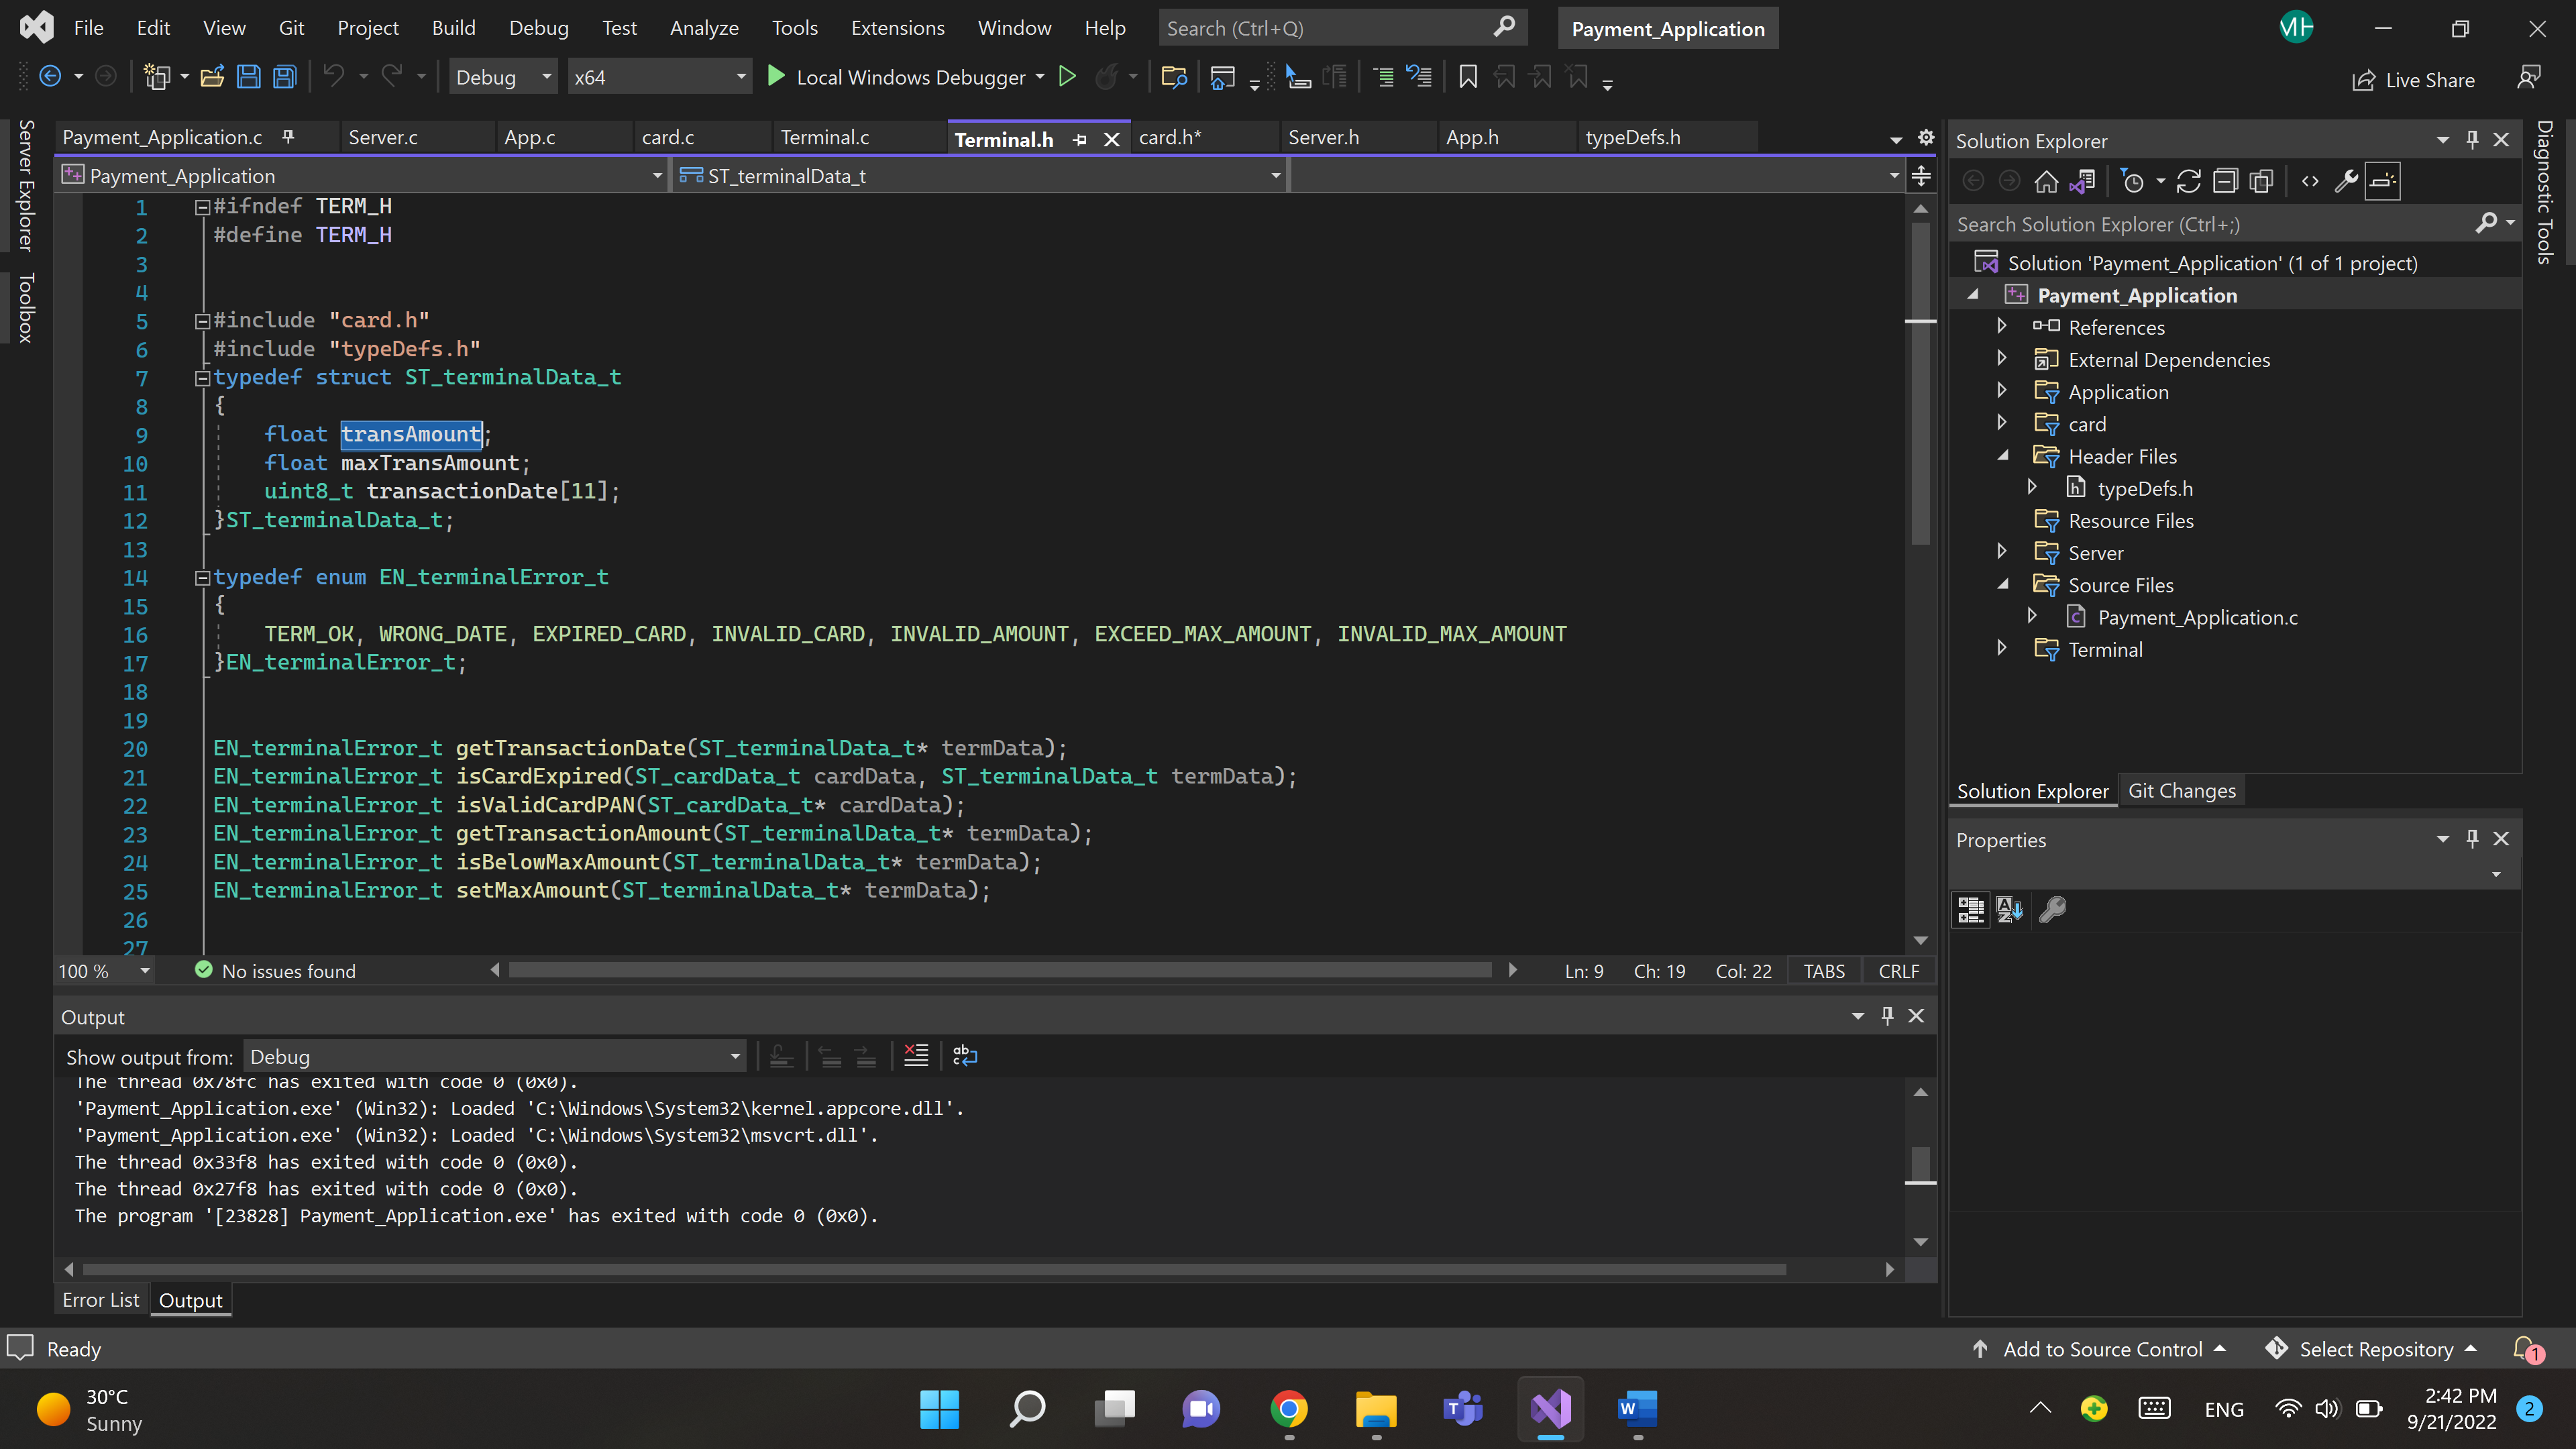 File Edit View Git Project Build Debug Test Analyze Tools Extensions Window Help Search (Ctrl+Q) Payment_Application MH
Debug x64 Local Windows Debugger Live Share
Server Explorer
Toolbox
Payment_Application.c Server.c App.c card.c Terminal.c Terminal.h card.h* Server.h App.h typeDefs.h
Payment_Application ST_terminalData_t
1 #ifndef TERM_H
2 #define TERM_H
3
4
5 #include "card.h"
6 #include "typeDefs.h"
7 typedef struct ST_terminalData_t
8 {
9 float transAmount;
10 float maxTransAmount;
11 uint8_t transactionDate[11];
12 }ST_terminalData_t;
13
14 typedef enum EN_terminalError_t
15 {
16 TERM_OK, WRONG_DATE, EXPIRED_CARD, INVALID_CARD, INVALID_AMOUNT, EXCEED_MAX_AMOUNT, INVALID_MAX_AMOUNT
17 }EN_terminalError_t;
18
19
20 EN_terminalError_t getTransactionDate(ST_terminalData_t* termData);
21 EN_terminalError_t isCardExpired(ST_cardData_t cardData, ST_terminalData_t termData);
22 EN_terminalError_t isValidCardPAN(ST_cardData_t* cardData);
23 EN_terminalError_t getTransactionAmount(ST_terminalData_t* termData);
24 EN_terminalError_t isBelowMaxAmount(ST_terminalData_t* termData);
25 EN_terminalError_t setMaxAmount(ST_terminalData_t* termData);
26
27
100 % No issues found Ln: 9 Ch: 19 Col: 22 TABS CRLF
Output
Show output from: Debug
The thread 0x78fc has exited with code 0 (0x0).
'Payment_Application.exe' (Win32): Loaded 'C:\Windows\System32\kernel.appcore.dll'.
'Payment_Application.exe' (Win32): Loaded 'C:\Windows\System32\msvcrt.dll'.
The thread 0x33f8 has exited with code 0 (0x0).
The thread 0x27f8 has exited with code 0 (0x0).
The program '[23828] Payment_Application.exe' has exited with code 0 (0x0).
Error List Output
Solution Explorer
Search Solution Explorer (Ctrl+;)
Solution 'Payment_Application' (1 of 1 project)
Payment_Application
References
External Dependencies
Application
card
Header Files
typeDefs.h
Resource Files
Server
Source Files
Payment_Application.c
Terminal
Solution Explorer Git Changes
Properties
Diagnostic Tools
Ready Add to Source Control Select Repository 1
30°C
Sunny
ENG
2:42 PM
9/21/2022
2